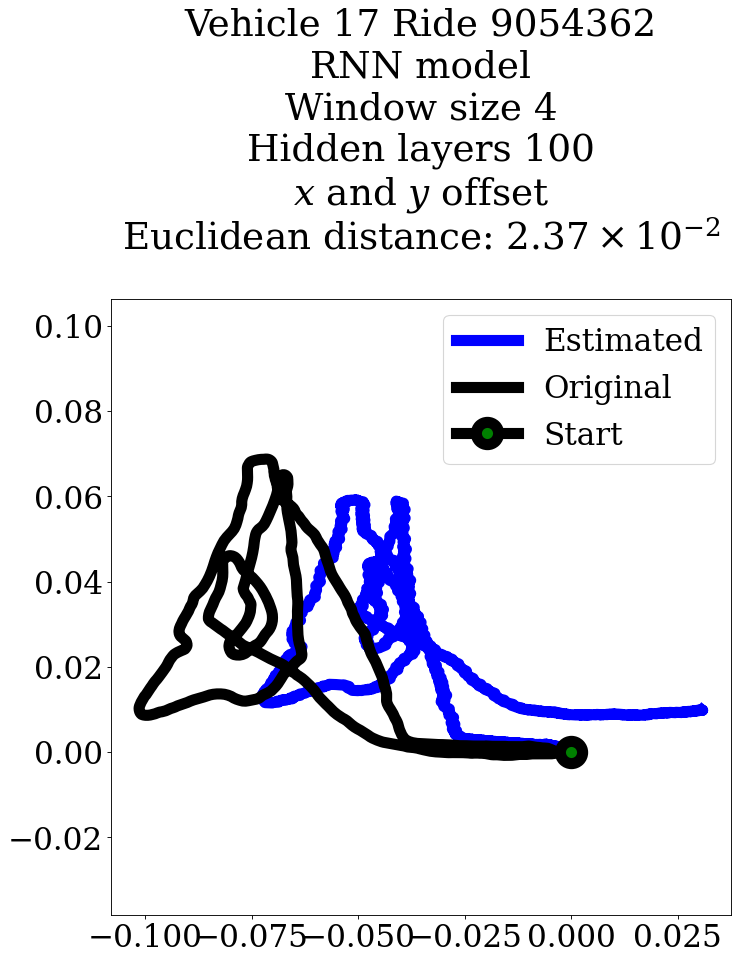 Vehicle 17 Ride 9054362
RNN model
Window size 4
Hidden layers 100
x and y offset
Euclidean distance: 2.37 × 10⁻²
Estimated
Original
Start
0.10
0.08
0.06
0.04
0.02
0.00
−0.02
−0.100 −0.075 −0.050 −0.025 0.000 0.025